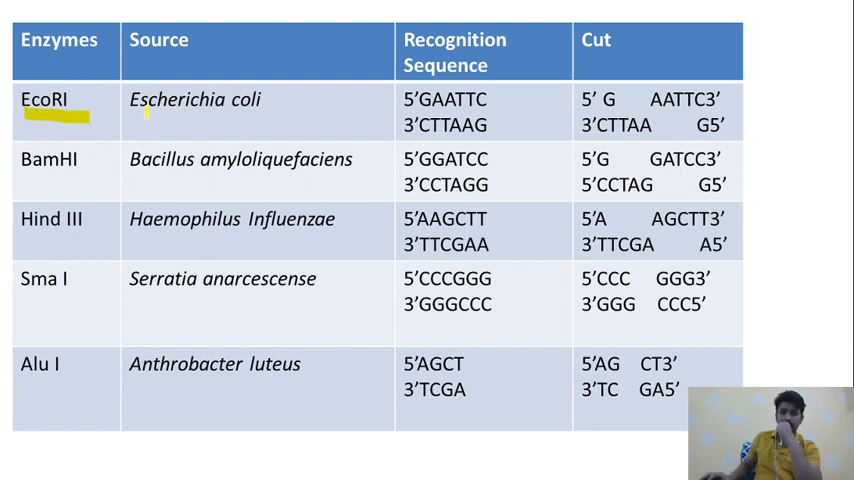 Enzymes Source Recognition Sequence Cut
EcoRI Escherichia coli 5’GAATTC 5’ G AATTC3’
3’CTTAAG 3’CTTAA G5’
BamHI Bacillus amyloliquefaciens 5’GGATCC 5’G GATCC3’
3’CCTAGG 5’CCTAG G5’
Hind III Haemophilus Influenzae 5’AAGCTT 5’A AGCTT3’
3’TTCGAA 3’TTCGA A5’
Sma I Serratia anarcescense 5’CCCGGG 5’CCC GGG3’
3’GGGCCC 3’GGG CCC5’
Alu I Anthrobacter luteus 5’AGCT 5’AG CT3’
3’TCGA 3’TC GA5’